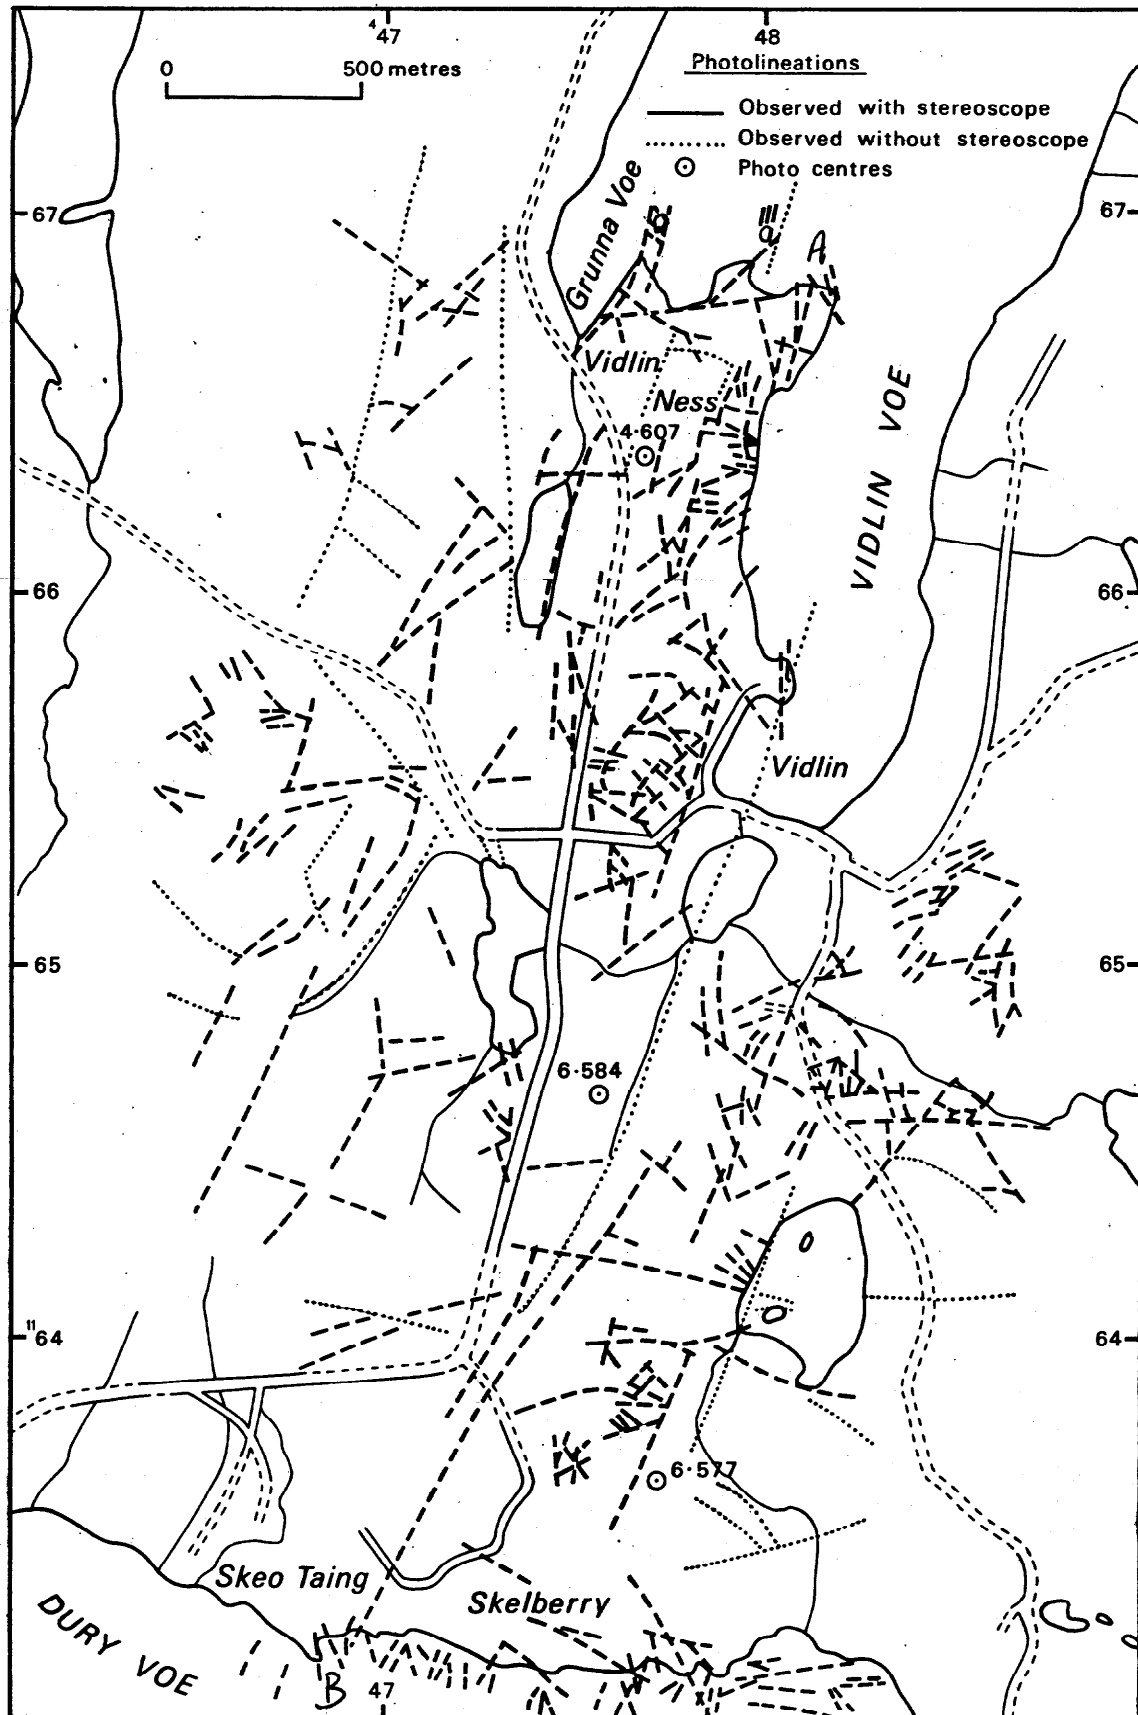 ⁴47
48
0
500 metres
Photolineations
Observed with stereoscope
Observed without stereoscope
Photo centres
67
67
Grunna Voe
B
A
Vidlin
Ness
4·607
VIDLIN VOE
66
66
Vidlin
65
65
6·584
¹¹64
64
6·577
Skeo Taing
Skelberry
DURY VOE
B
47